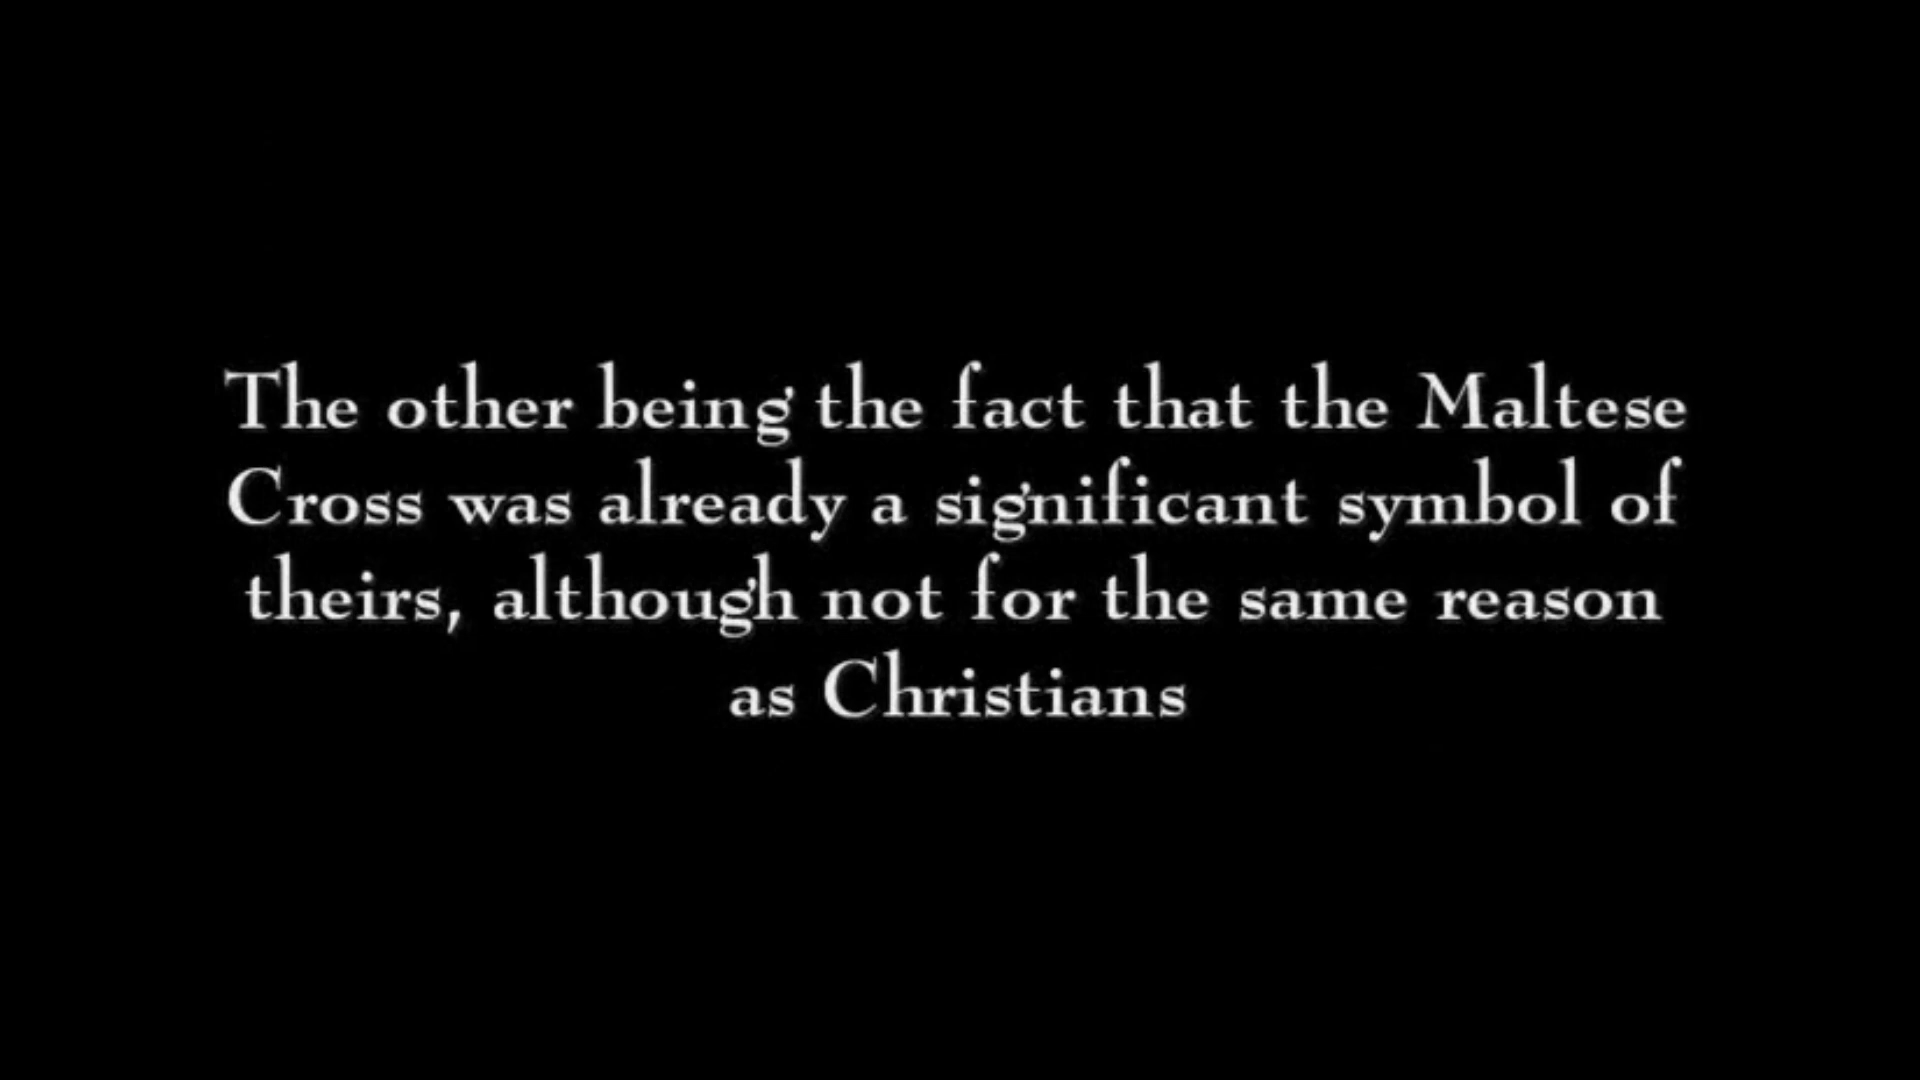 The other being the fact that the Maltese
Cross was already a significant symbol of
theirs, although not for the same reason
as Christians